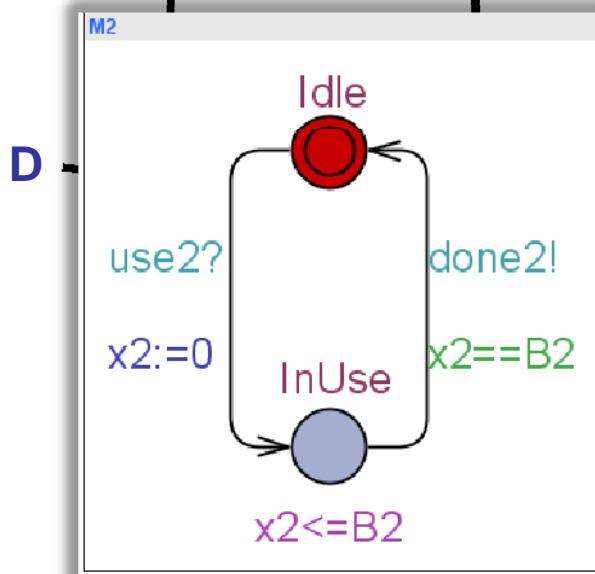 M2
Idle
D
use2?
done2!
x2:=0
x2==B2
InUse
x2<=B2